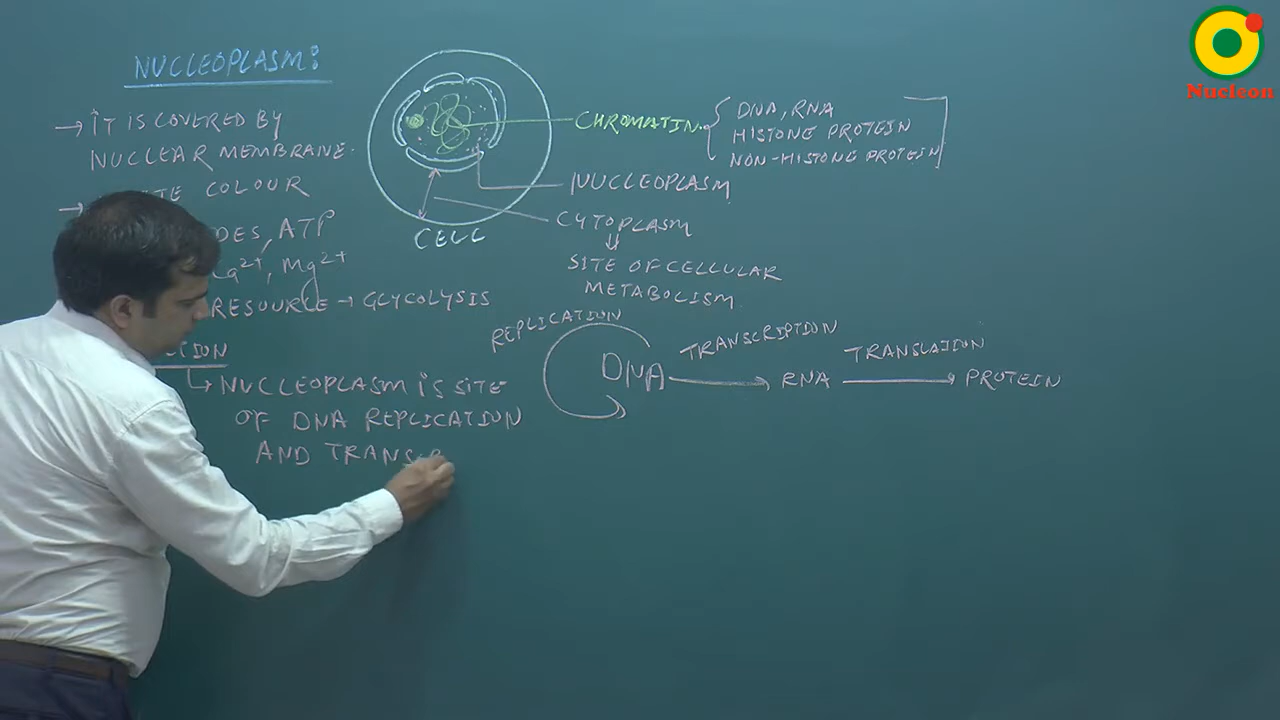 NUCLEOPLASM:
→ IT IS COVERED BY
NUCLEAR MEMBRANE.
→ COLOUR
, ATP
, Mg2+
RESOURCE → GLYCOLYSIS
↳ NUCLEOPLASM IS SITE
OF DNA REPLICATION
AND
CELL
CHROMATIN.
DNA, RNA
HISTONE PROTEIN
NON-HISTONE PROTEIN
NUCLEOPLASM
CYTOPLASM
⇓
SITE OF CELLULAR
METABOLISM.
REPLICATION
DNA
TRANSCRIPTION
→ RNA
TRANSLATION
→ PROTEIN
Nucleon